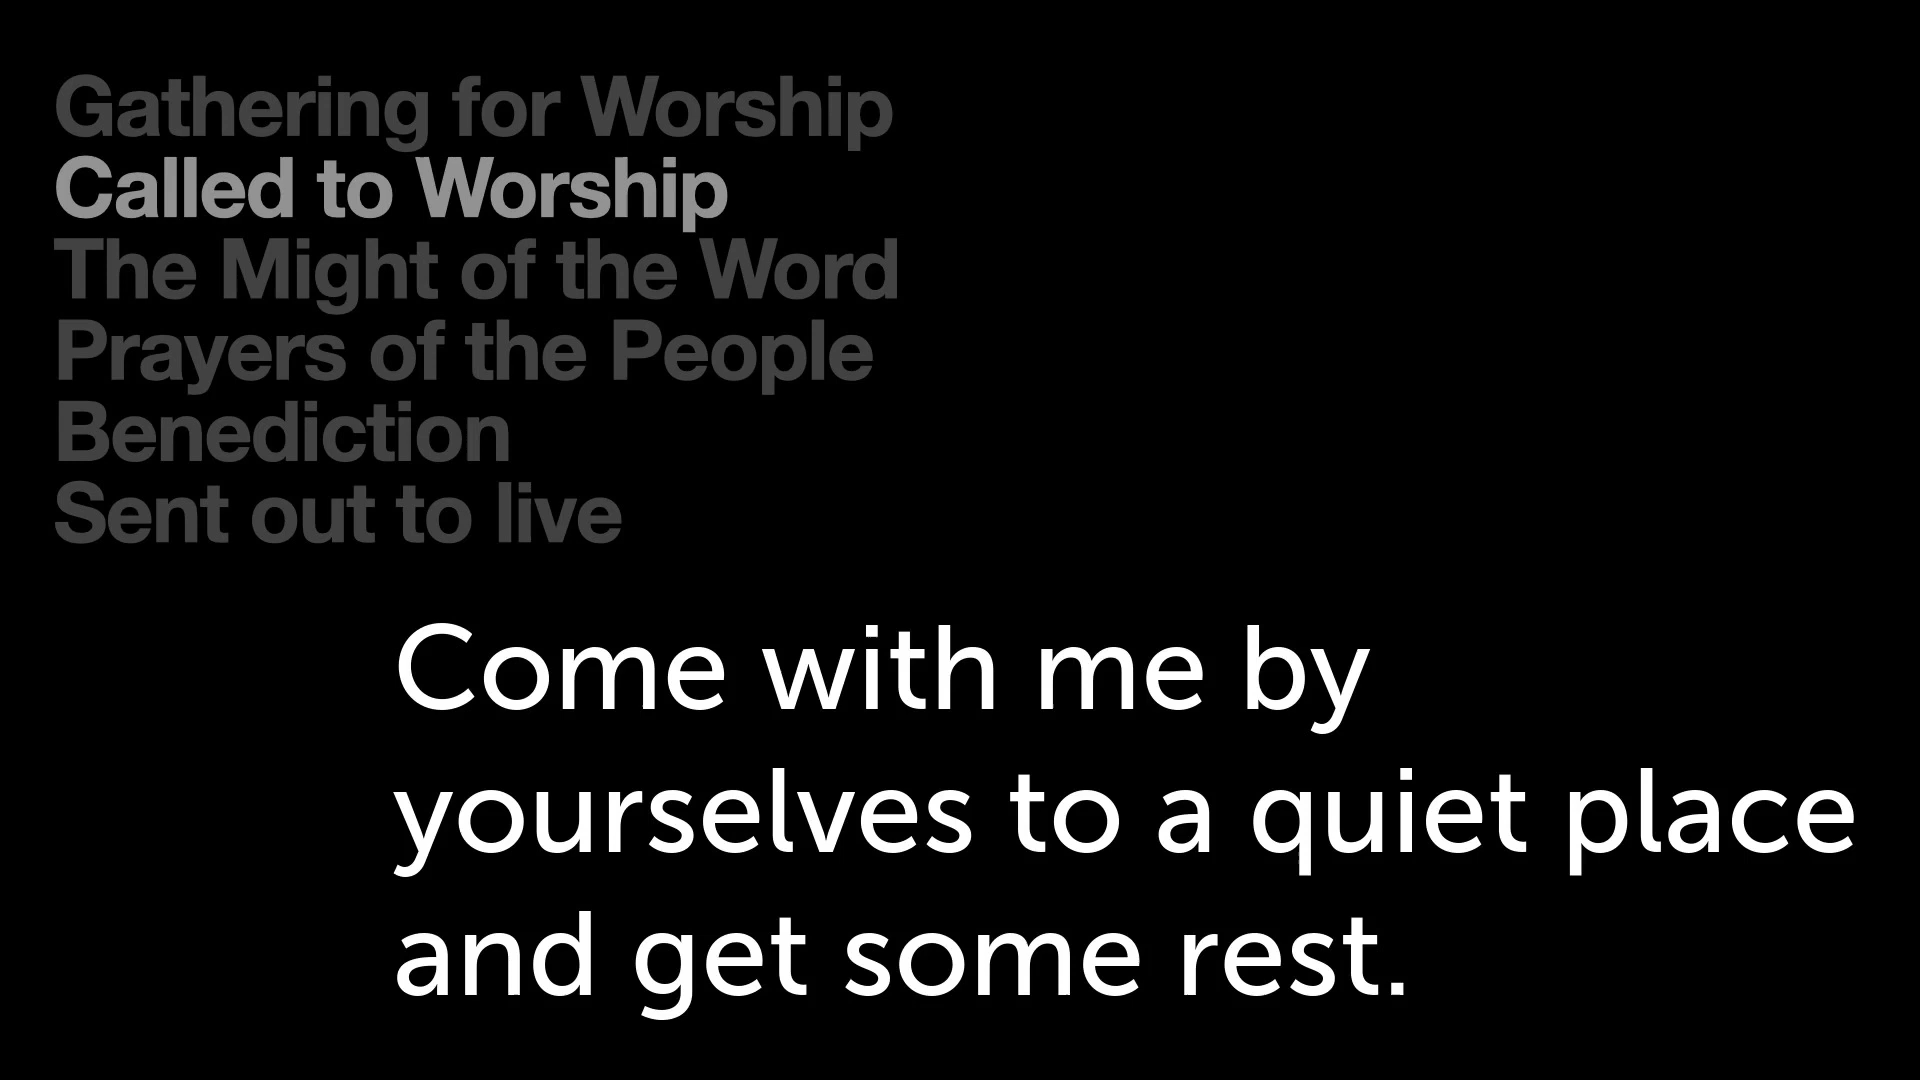 Gathering for Worship
Called to Worship
The Might of the Word
Prayers of the People
Benediction
Sent out to live
Come with me by
yourselves to a quiet place
and get some rest.